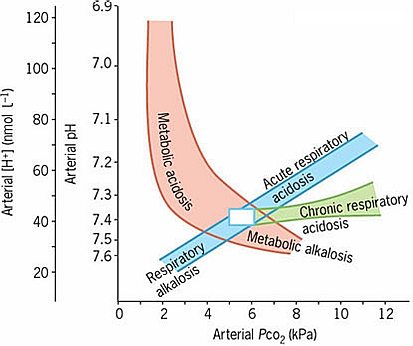 120
100
80
60
40
20
Arterial [H+] (nmol l–1)
6.9
7.0
7.1
7.2
7.3
7.4
7.5
7.6
Arterial pH
Metabolic acidosis
Acute respiratory
acidosis
Chronic respiratory
acidosis
Metabolic alkalosis
Respiratory
alkalosis
0 2 4 6 8 10 12
Arterial Pco2 (kPa)